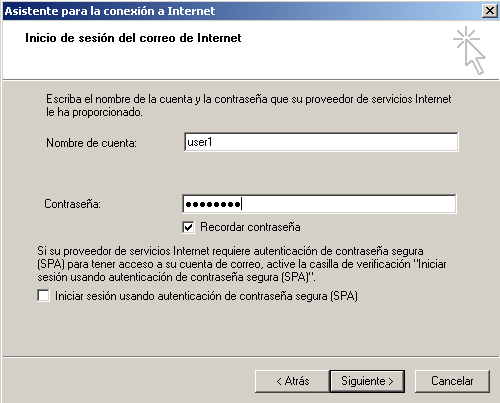 Asistente para la conexión a Internet
Inicio de sesión del correo de Internet
Escriba el nombre de la cuenta y la contraseña que su proveedor de servicios Internet
le ha proporcionado.
Nombre de cuenta:
user1
Contraseña:
●●●●●●●●
Recordar contraseña
Si su proveedor de servicios Internet requiere autenticación de contraseña segura
(SPA) para tener acceso a su cuenta de correo, active la casilla de verificación "Iniciar
sesión usando autenticación de contraseña segura (SPA)".
Iniciar sesión usando autenticación de contraseña segura (SPA)
< Atrás
Siguiente >
Cancelar